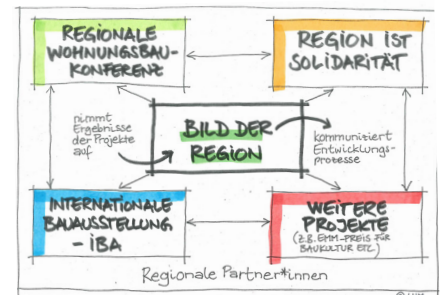 REGIONALE
WOHNUNGSBAU-
KONFERENZ
REGION IST
SOLIDARITÄT
nimmt
Ergebnisse
der Projekte
auf
BILD DER
REGION
kommuniziert
Entwicklungs-
prozesse
INTERNATIONALE
BAUAUSSTELLUNG
- IBA
WEITERE
PROJEKTE
(Z.B. EMM-PREIS FÜR
BAUKULTUR ETC.)
Regionale Partner*innen